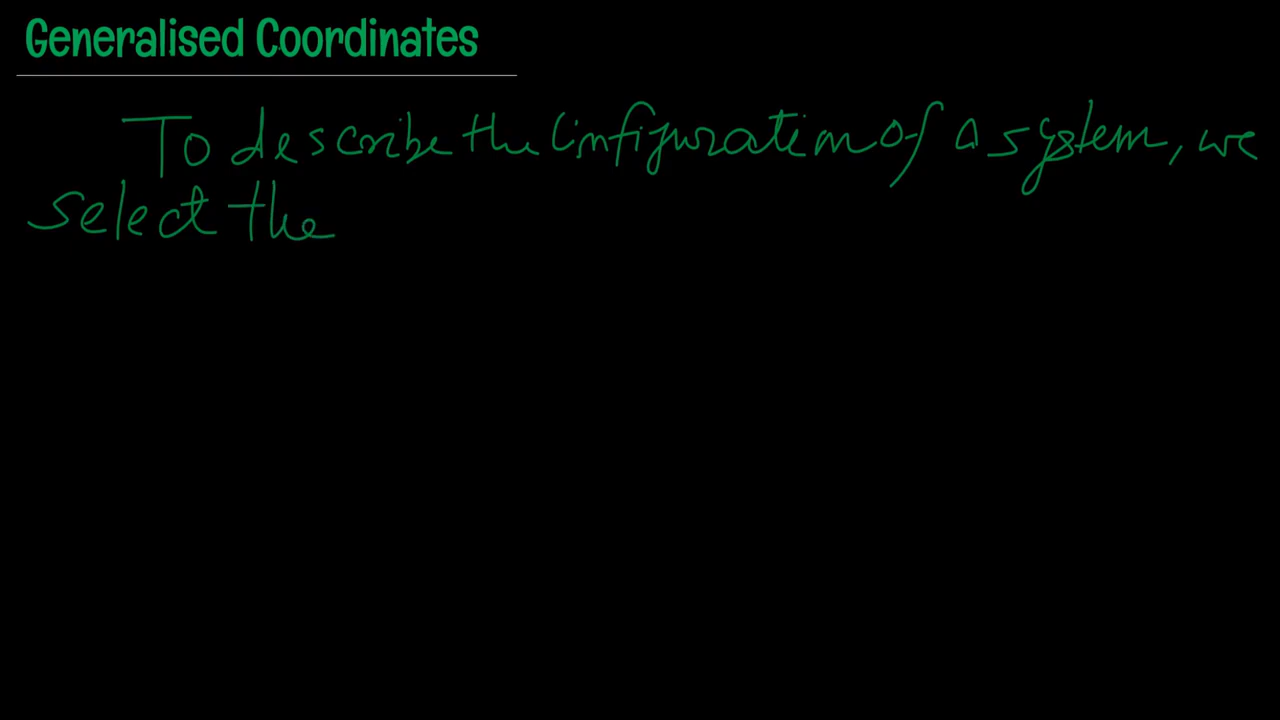 Generalised Coordinates
To describe the Configuration of a system, we
select the